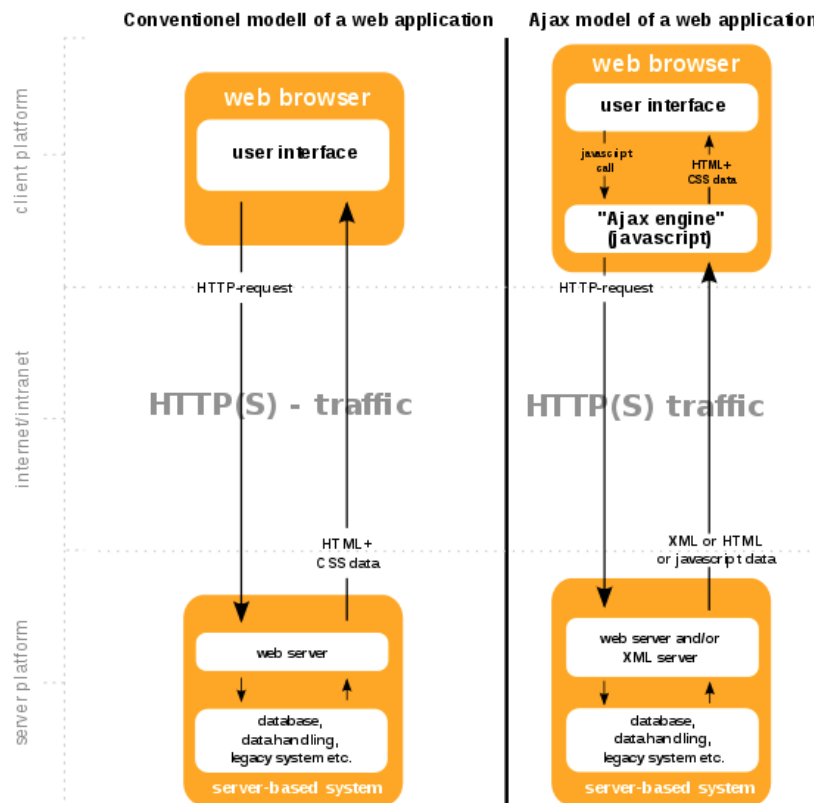 Conventionel modell of a web application
Ajax model of a web application
client platform
internet/intranet
server platform
web browser
user interface
HTTP-request
HTTP(S) - traffic
HTML+
CSS data
web server
database,
datahandling,
legacy system etc.
server-based system
web browser
user interface
javascript
call
HTML+
CSS data
"Ajax engine"
(javascript)
HTTP-request
HTTP(S) traffic
XML or HTML
or javascript data
web server and/or
XML server
database,
datahandling,
legacy system etc.
server-based system